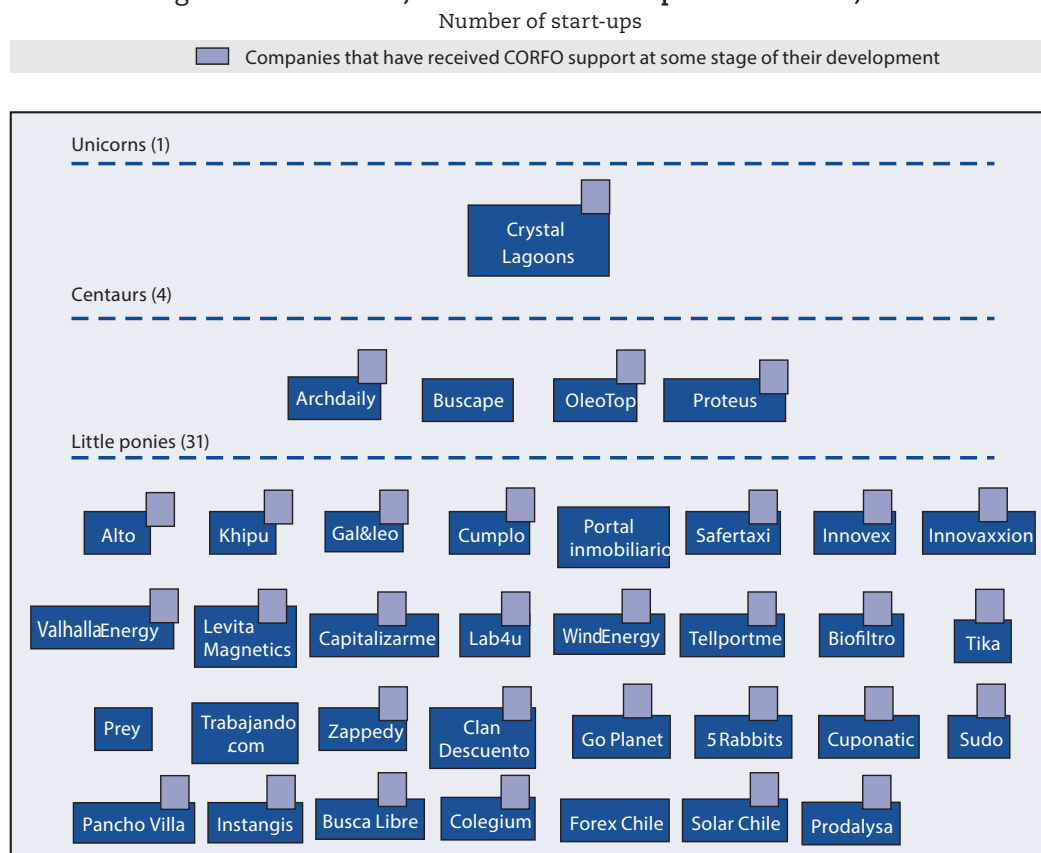 Number of start-ups
Companies that have received CORFO support at some stage of their development
Unicorns (1)
Crystal
Lagoons
Centaurs (4)
Archdaily
Buscape
OleoTop
Proteus
Little ponies (31)
Alto
Khipu
Gal&leo
Cumplo
Portal
inmobiliario
Safertaxi
Innovex
Innovaxxion
ValhallaEnergy
Levita
Magnetics
Capitalizarme
Lab4u
WindEnergy
Tellportme
Biofiltro
Tika
Prey
Trabajando
.com
Zappedy
Clan
Descuento
Go Planet
5 Rabbits
Cuponatic
Sudo
Pancho Villa
Instangis
Busca Libre
Colegium
Forex Chile
Solar Chile
Prodalysa